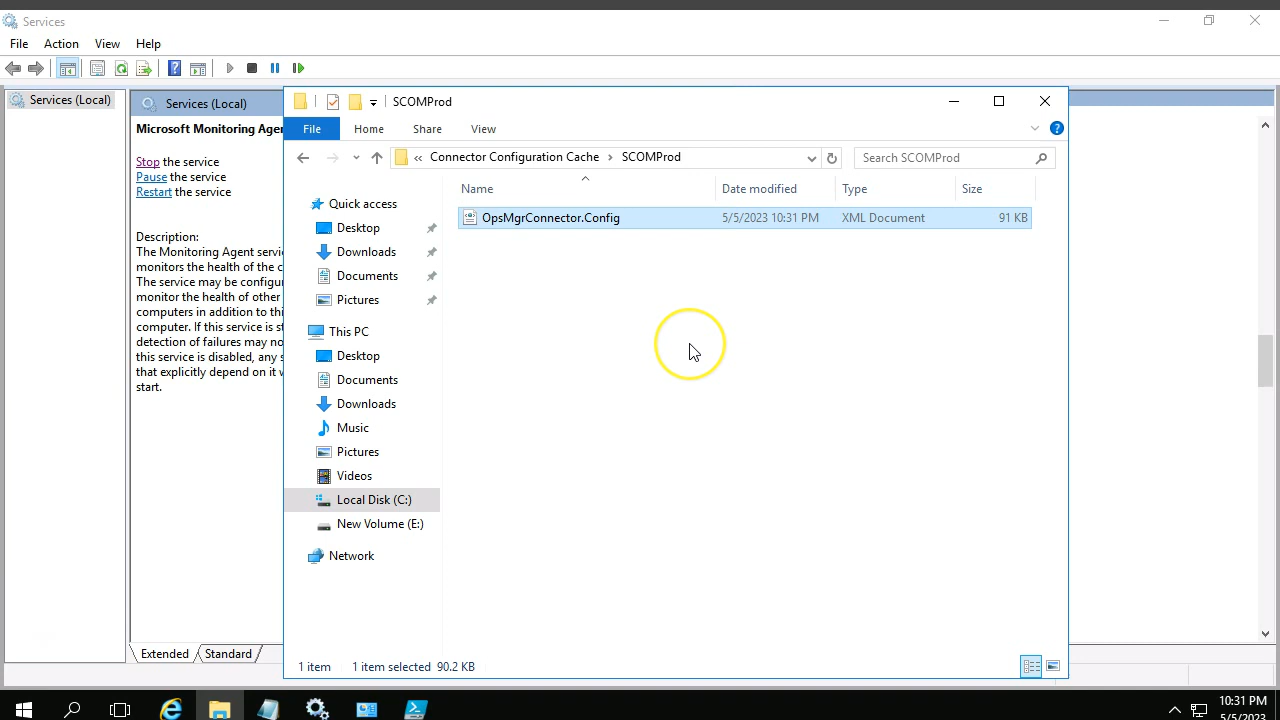 Services
File Action View Help
Services (Local)
Services (Local)
Microsoft Monitoring Agen
Stop the service
Pause the service
Restart the service
Description:
The Monitoring Agent servi
monitors the health of the c
The service may be configu
monitor the health of other
computers in addition to thi
computer. If this service is st
detection of failures may no
this service is disabled, any s
that explicitly depend on it w
start.
Extended Standard
SCOMProd
File Home Share View
« Connector Configuration Cache > SCOMProd
Search SCOMProd
Name Date modified Type Size
OpsMgrConnector.Config 5/5/2023 10:31 PM XML Document 91 KB
Quick access
Desktop
Downloads
Documents
Pictures
This PC
Desktop
Documents
Downloads
Music
Pictures
Videos
Local Disk (C:)
New Volume (E:)
Network
1 item 1 item selected 90.2 KB
10:31 PM
5/5/2023